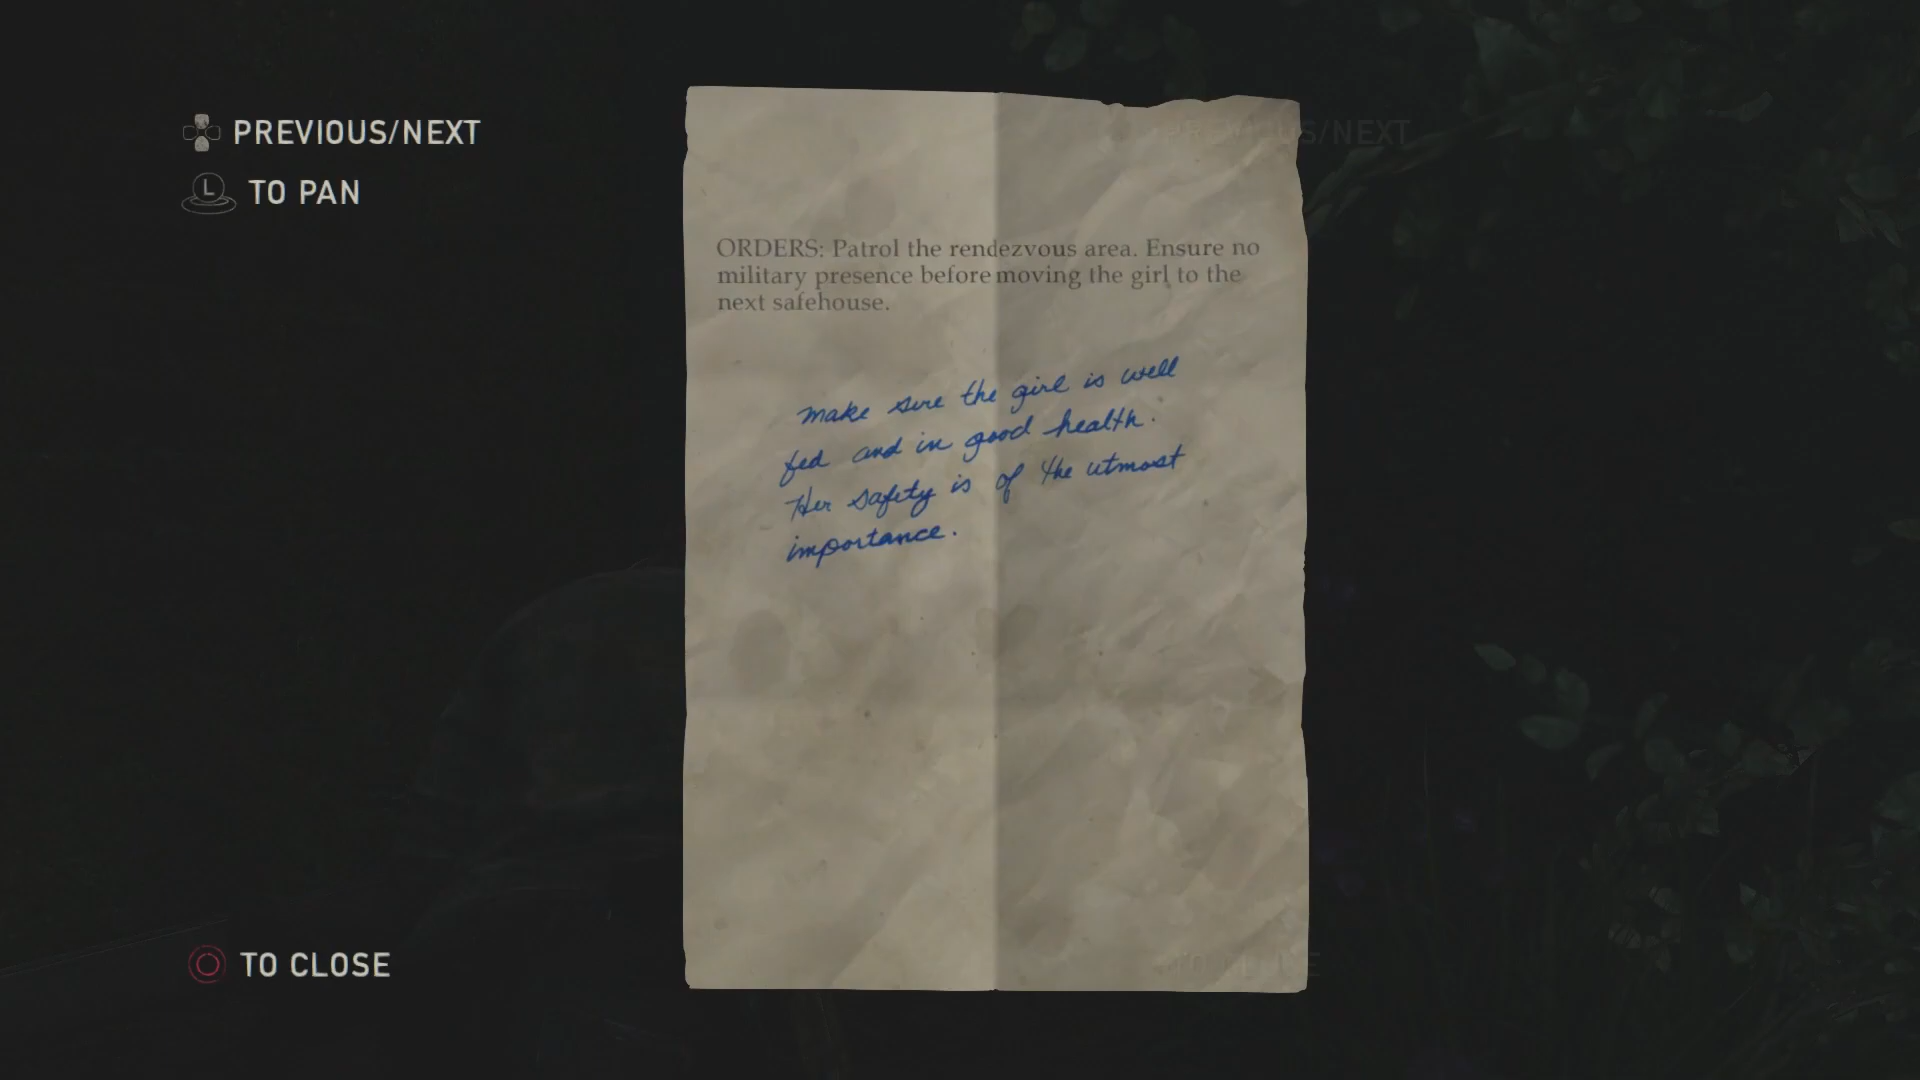 PREVIOUS/NEXT
L TO PAN
ORDERS: Patrol the rendezvous area. Ensure no
military presence before moving the girl to the
next safehouse.
Make sure the girl is well
fed and in good health.
Her safety is of the utmost
importance.
TO CLOSE
PREVIOUS/NEXT